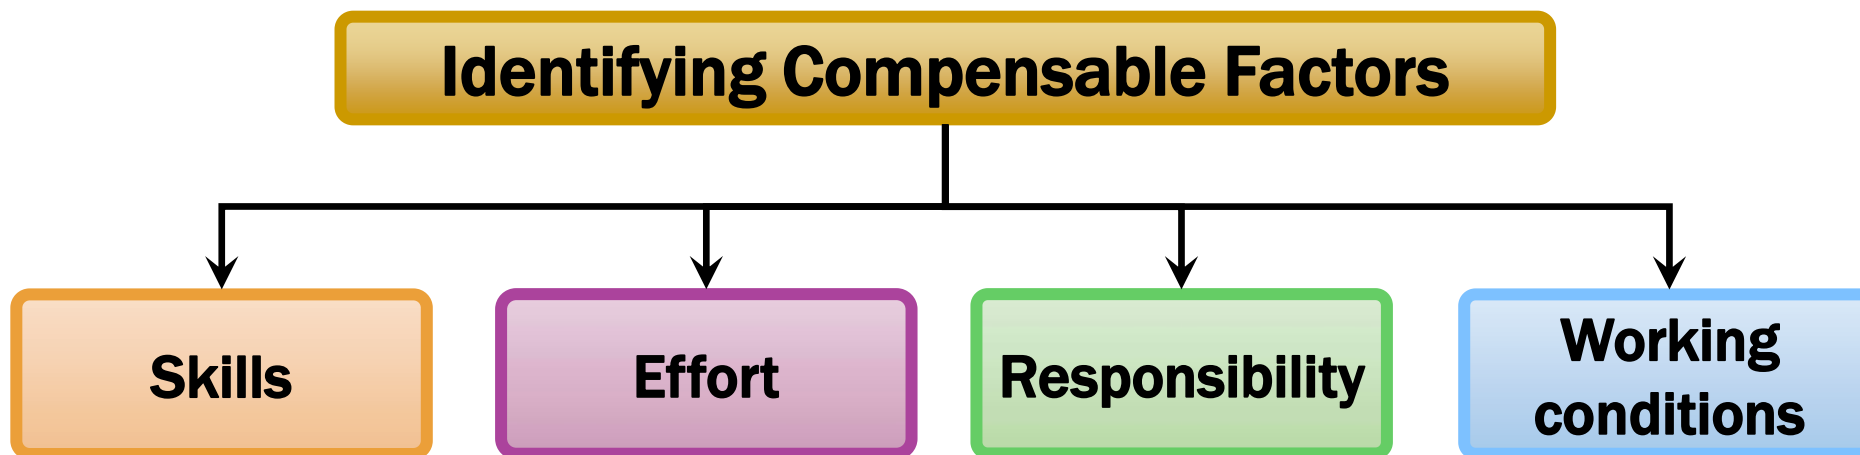 Identifying Compensable Factors
Skills
Effort
Responsibility
Working
conditions